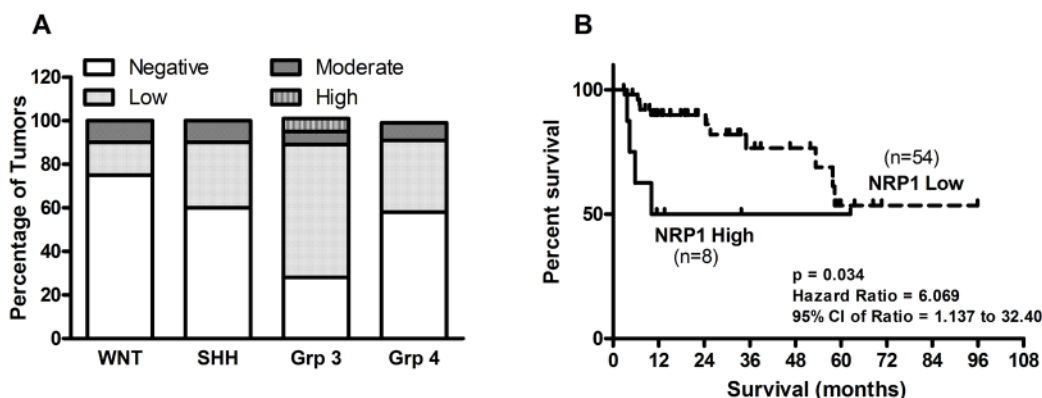 A
Negative
Moderate
Low
High
Percentage of Tumors
120
100
80
60
40
20
0
WNT
SHH
Grp 3
Grp 4
B
Percent survival
100
50
0
(n=54)
NRP1 Low
NRP1 High
(n=8)
p = 0.034
Hazard Ratio = 6.069
95% CI of Ratio = 1.137 to 32.40
0 12 24 36 48 60 72 84 96 108
Survival (months)